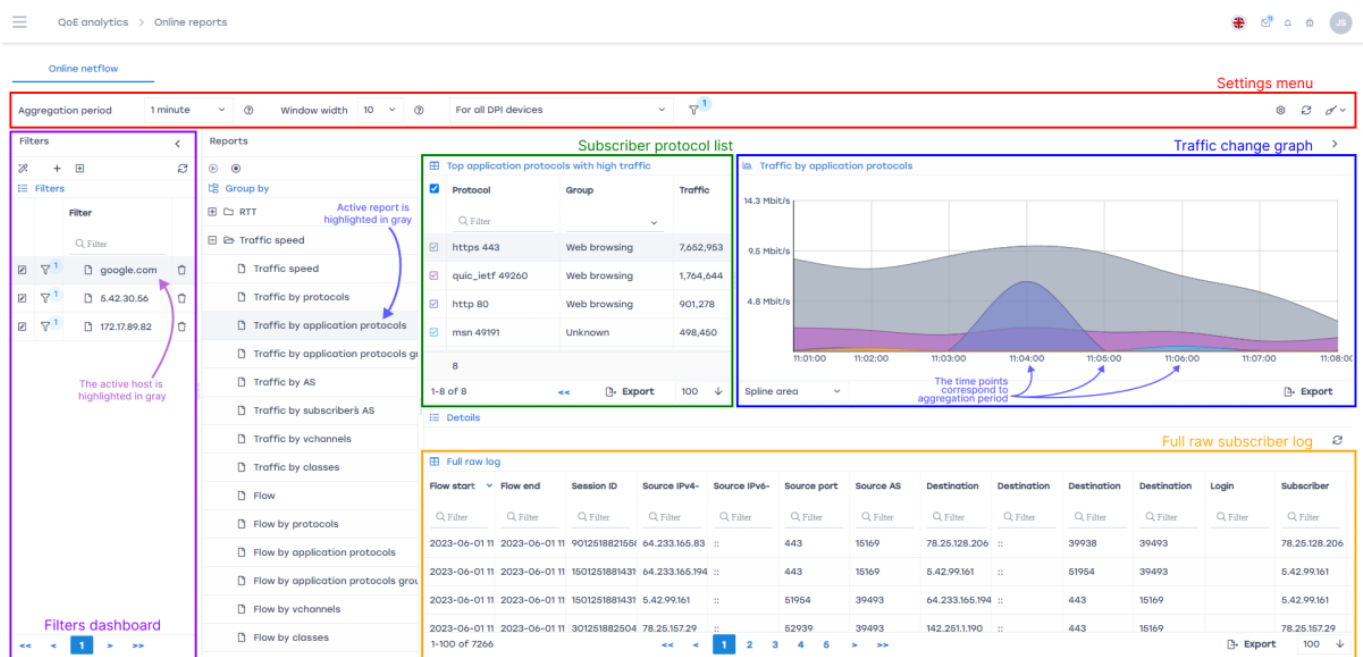 QoE analytics > Online reports
11
JS
Online netflow
Settings menu
Aggregation period 1 minute Window width 10 For all DPI devices 1
Filters
Filters
Filter
Filter
1 google.com
1 5.42.30.56
1 172.17.89.82
The active host is
highlighted in gray
Filters dashboard
<< < 1 > >>
Reports
Group by
RTT
Active report is
highlighted in gray
Traffic speed
Traffic speed
Traffic by protocols
Traffic by application protocols
Traffic by application protocols gr
Traffic by AS
Traffic by subscribers AS
Traffic by vchannels
Traffic by classes
Flow
Flow by protocols
Flow by application protocols
Flow by application protocols grou
Flow by vchannels
Flow by classes
Subscriber protocol list
Top application protocols with high traffic
Protocol Group Traffic
Filter
https 443 Web browsing 7,652,953
quic_ietf 49260 Web browsing 1,764,644
http 80 Web browsing 901,278
msn 49191 Unknown 498,450
8
1-8 of 8 << Export 100
Traffic change graph >
Traffic by application protocols
14.3 Mbit/s
9.5 Mbit/s
4.8 Mbit/s
11:01:00 11:02:00 11:03:00 11:04:00 11:05:00 11:06:00 11:07:00 11:08:00
The time points
correspond to
aggregation period
Spline area Export
Details
Full raw subscriber log
Full raw log
Flow start Flow end Session ID Source IPv4- Source IPv6- Source port Source AS Destination Destination Destination Destination Login Subscriber
Filter Filter Filter Filter Filter Filter Filter Filter Filter Filter Filter Filter Filter
2023-06-01 11 2023-06-01 11 901251882155 64.233.165.83 :: 443 15169 78.25.128.206 :: 39938 39493 78.25.128.206
2023-06-01 11 2023-06-01 11 1501251881431 64.233.165.194 :: 443 15169 5.42.99.161 :: 51954 39493 5.42.99.161
2023-06-01 11 2023-06-01 11 1501251881431 5.42.99.161 :: 51954 39493 64.233.165.194 :: 443 15169 5.42.99.161
2023-06-01 11 2023-06-01 11 301251882504 78.25.157.29 :: 52939 39493 142.251.1.190 :: 443 15169 78.25.157.29
1-100 of 7266 << < 1 2 3 4 5 > >> Export 100